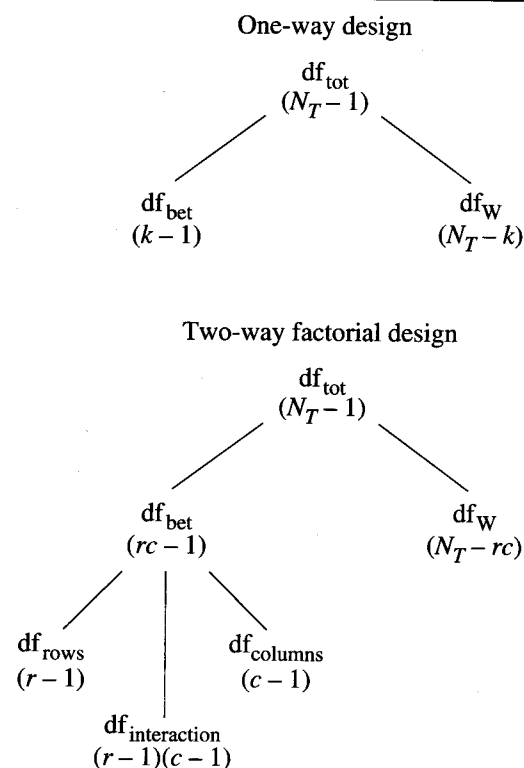 One-way design
df_tot
(N_T − 1)
df_bet
(k − 1)
df_W
(N_T − k)
Two-way factorial design
df_tot
(N_T − 1)
df_bet
(rc − 1)
df_W
(N_T − rc)
df_rows
(r − 1)
df_columns
(c − 1)
df_interaction
(r − 1)(c − 1)